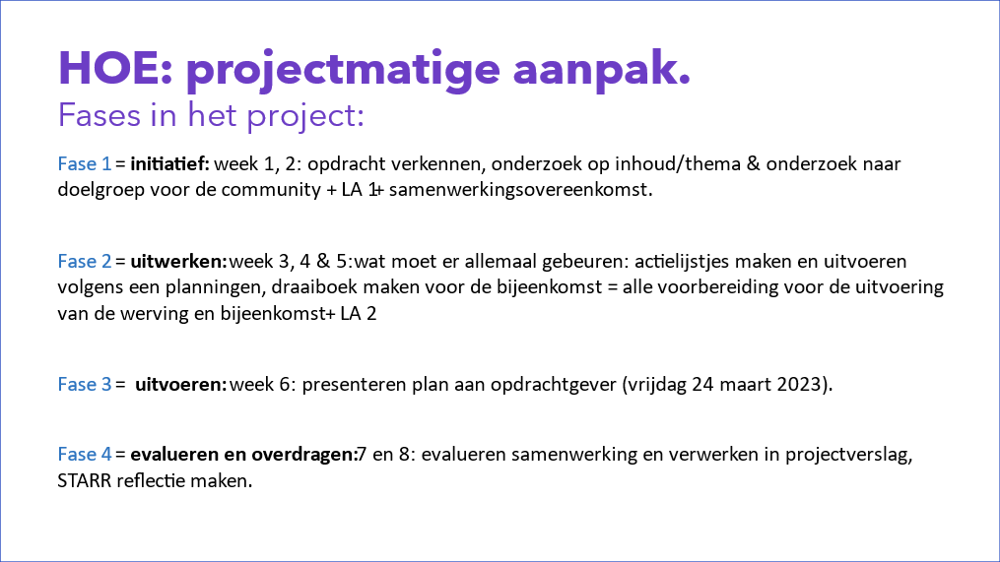 HOE: projectmatige aanpak.
Fases in het project:
Fase 1 = initiatief: week 1, 2: opdracht verkennen, onderzoek op inhoud/thema & onderzoek naar
doelgroep voor de community + LA 1+ samenwerkingsovereenkomst.
Fase 2 = uitwerken: week 3, 4 & 5:wat moet er allemaal gebeuren: actielijstjes maken en uitvoeren
volgens een planningen, draaiboek maken voor de bijeenkomst = alle voorbereiding voor de uitvoering
van de werving en bijeenkomst+ LA 2
Fase 3 = uitvoeren: week 6: presenteren plan aan opdrachtgever (vrijdag 24 maart 2023).
Fase 4 = evalueren en overdragen:7 en 8: evalueren samenwerking en verwerken in projectverslag,
STARR reflectie maken.